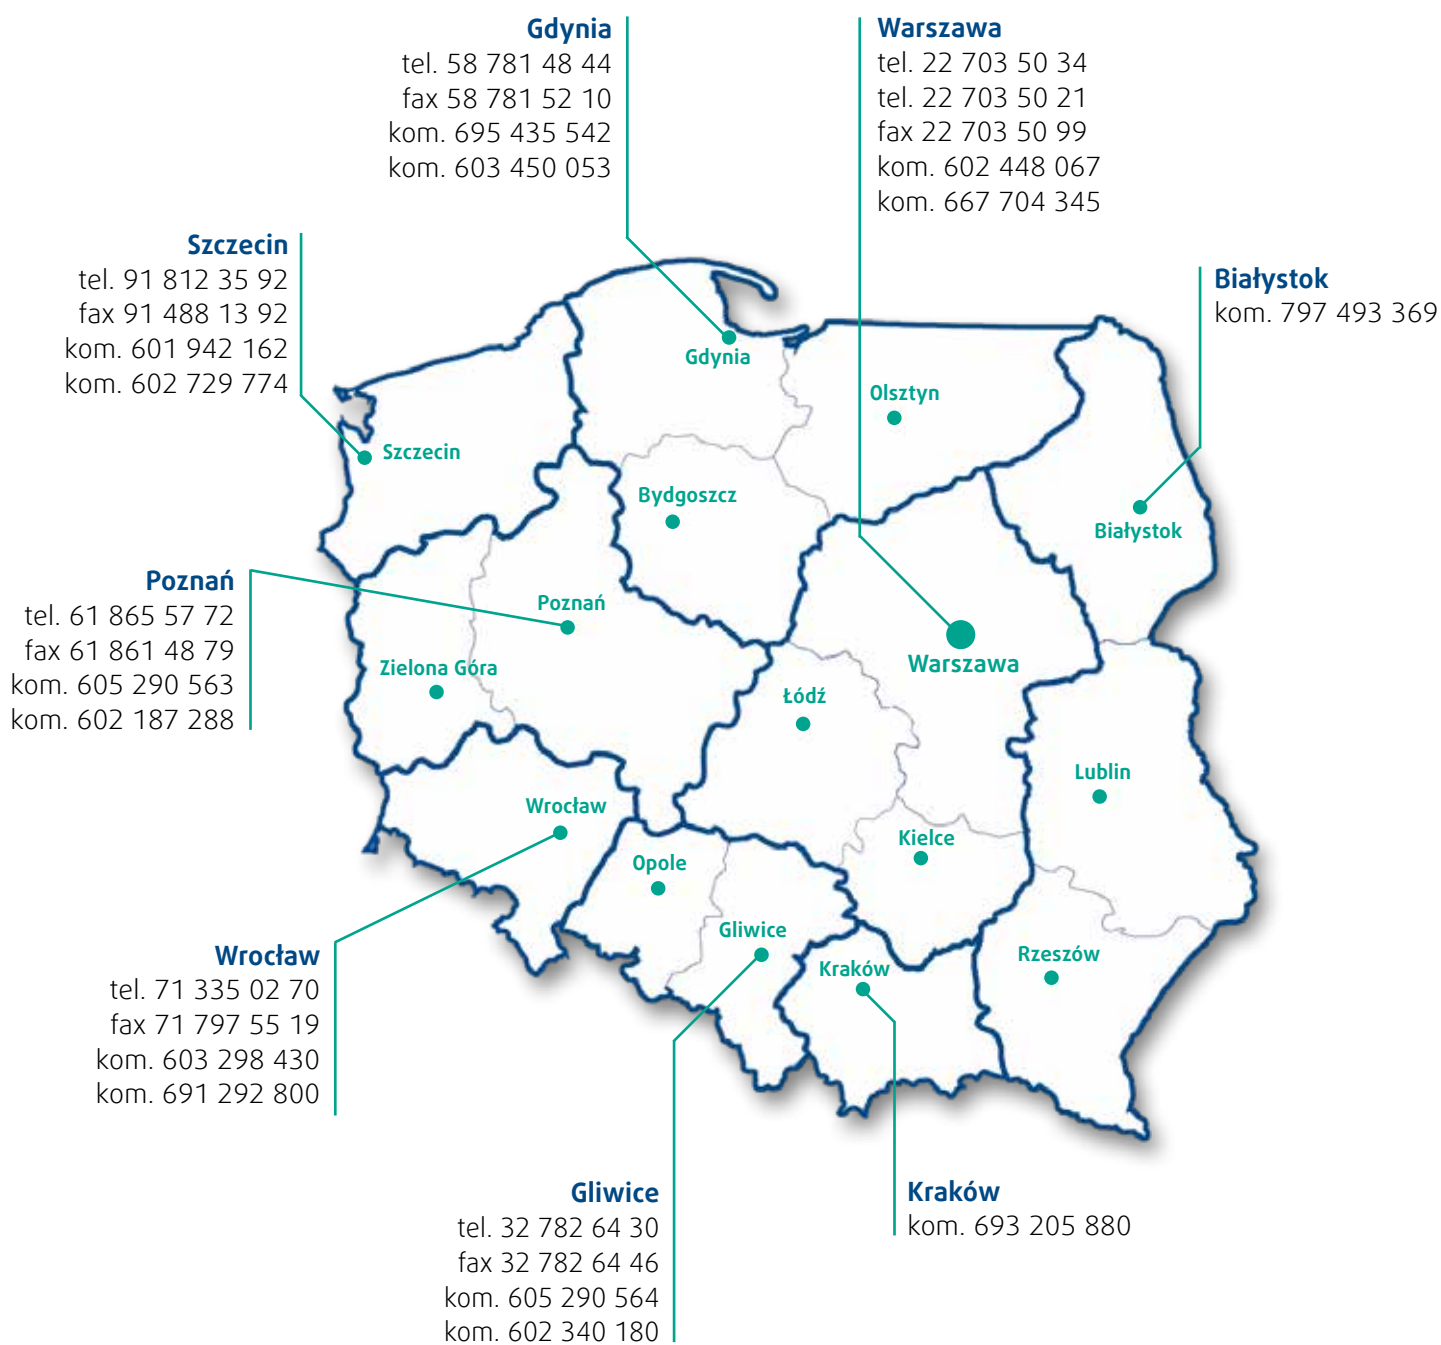 Gdynia
tel. 58 781 48 44
fax 58 781 52 10
kom. 695 435 542
kom. 603 450 053
Warszawa
tel. 22 703 50 34
tel. 22 703 50 21
fax 22 703 50 99
kom. 602 448 067
kom. 667 704 345
Szczecin
tel. 91 812 35 92
fax 91 488 13 92
kom. 601 942 162
kom. 602 729 774
Białystok
kom. 797 493 369
Gdynia
Olsztyn
Szczecin
Bydgoszcz
Białystok
Poznań
tel. 61 865 57 72
fax 61 861 48 79
kom. 605 290 563
kom. 602 187 288
Poznań
Zielona Góra
Warszawa
Łódź
Lublin
Wrocław
Kielce
Opole
Gliwice
Kraków
Rzeszów
Wrocław
tel. 71 335 02 70
fax 71 797 55 19
kom. 603 298 430
kom. 691 292 800
Gliwice
tel. 32 782 64 30
fax 32 782 64 46
kom. 605 290 564
kom. 602 340 180
Kraków
kom. 693 205 880